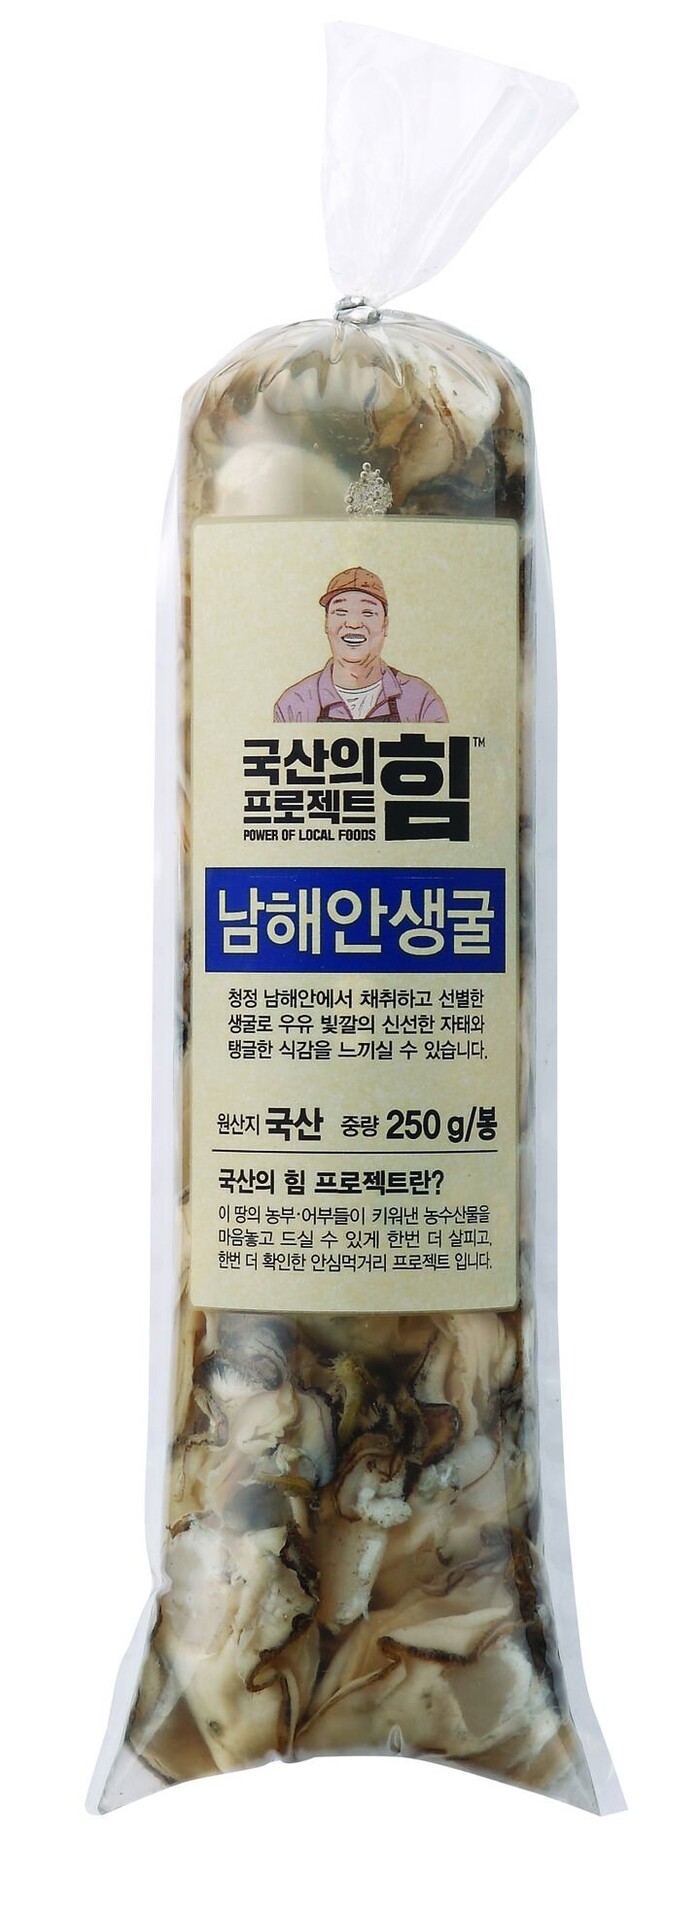 국산의 힘™
프로젝트
POWER OF LOCAL FOODS
남해안생굴
청정 남해안에서 채취하고 선별한
생굴로 우유 빛깔의 신선한 자태와
탱글한 식감을 느끼실 수 있습니다.
원산지 국산 중량 250 g/봉
국산의 힘 프로젝트란?
이 땅의 농부·어부들이 키워낸 농수산물을
마음놓고 드실 수 있게 한번 더 살피고,
한번 더 확인한 안심먹거리 프로젝트 입니다.